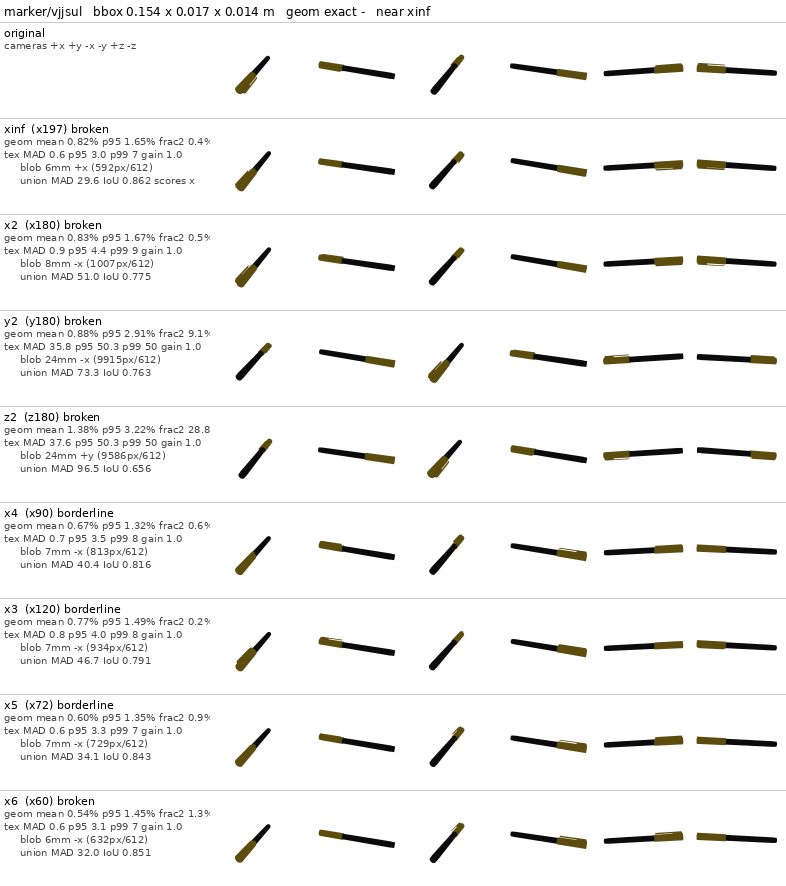 marker/vjjsul   bbox 0.154 x 0.017 x 0.014 m   geom exact -   near xinf
original
cameras +x +y -x -y +z -z
xinf  (x197) broken
geom mean 0.82% p95 1.65% frac2 0.4%
tex MAD 0.6 p95 3.0 p99 7 gain 1.0
blob 6mm +x (592px/612)
union MAD 29.6 IoU 0.862 scores x
x2  (x180) broken
geom mean 0.83% p95 1.67% frac2 0.5%
tex MAD 0.9 p95 4.4 p99 9 gain 1.0
blob 8mm -x (1007px/612)
union MAD 51.0 IoU 0.775
y2  (y180) broken
geom mean 0.88% p95 2.91% frac2 9.1%
tex MAD 35.8 p95 50.3 p99 50 gain 1.0
blob 24mm -x (9915px/612)
union MAD 73.3 IoU 0.763
z2  (z180) broken
geom mean 1.38% p95 3.22% frac2 28.8
tex MAD 37.6 p95 50.3 p99 50 gain 1.0
blob 24mm +y (9586px/612)
union MAD 96.5 IoU 0.656
x4  (x90) borderline
geom mean 0.67% p95 1.32% frac2 0.6%
tex MAD 0.7 p95 3.5 p99 8 gain 1.0
blob 7mm -x (813px/612)
union MAD 40.4 IoU 0.816
x3  (x120) borderline
geom mean 0.77% p95 1.49% frac2 0.2%
tex MAD 0.8 p95 4.0 p99 8 gain 1.0
blob 7mm -x (934px/612)
union MAD 46.7 IoU 0.791
x5  (x72) borderline
geom mean 0.60% p95 1.35% frac2 0.9%
tex MAD 0.6 p95 3.3 p99 7 gain 1.0
blob 7mm -x (729px/612)
union MAD 34.1 IoU 0.843
x6  (x60) broken
geom mean 0.54% p95 1.45% frac2 1.3%
tex MAD 0.6 p95 3.1 p99 7 gain 1.0
blob 6mm -x (632px/612)
union MAD 32.0 IoU 0.851